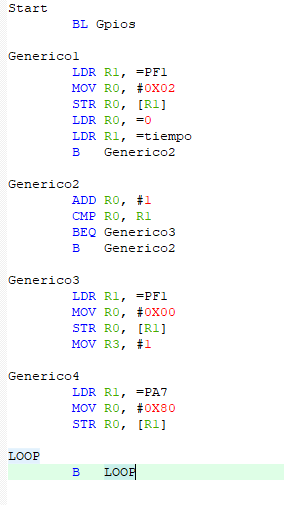 Start
BL Gpios
Generico1
LDR R1, =PF1
MOV R0, #0X02
STR R0, [R1]
LDR R0, =0
LDR R1, =tiempo
B Generico2
Generico2
ADD R0, #1
CMP R0, R1
BEQ Generico3
B Generico2
Generico3
LDR R1, =PF1
MOV R0, #0X00
STR R0, [R1]
MOV R3, #1
Generico4
LDR R1, =PA7
MOV R0, #0X80
STR R0, [R1]
LOOP
B LOOP